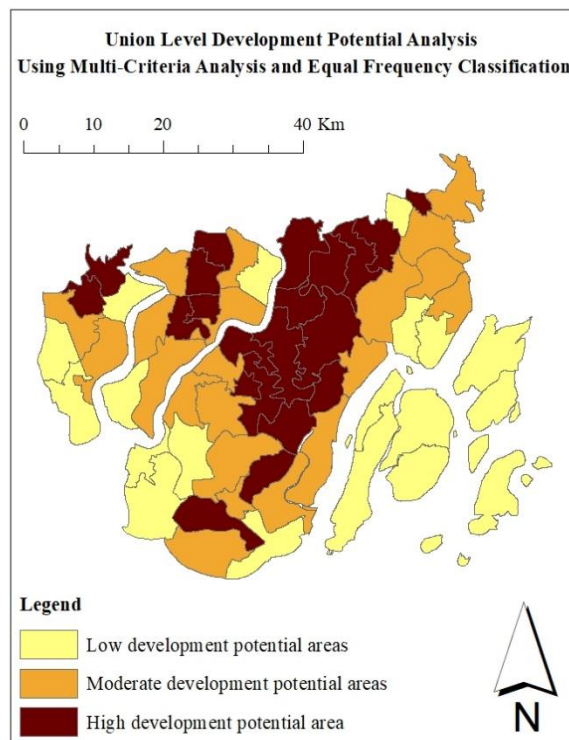 Union Level Development Potential Analysis
Using Multi-Criteria Analysis and Equal Frequency Classification
0 10 20 40 Km
Legend
Low development potential areas
Moderate development potential areas
High development potential area
N